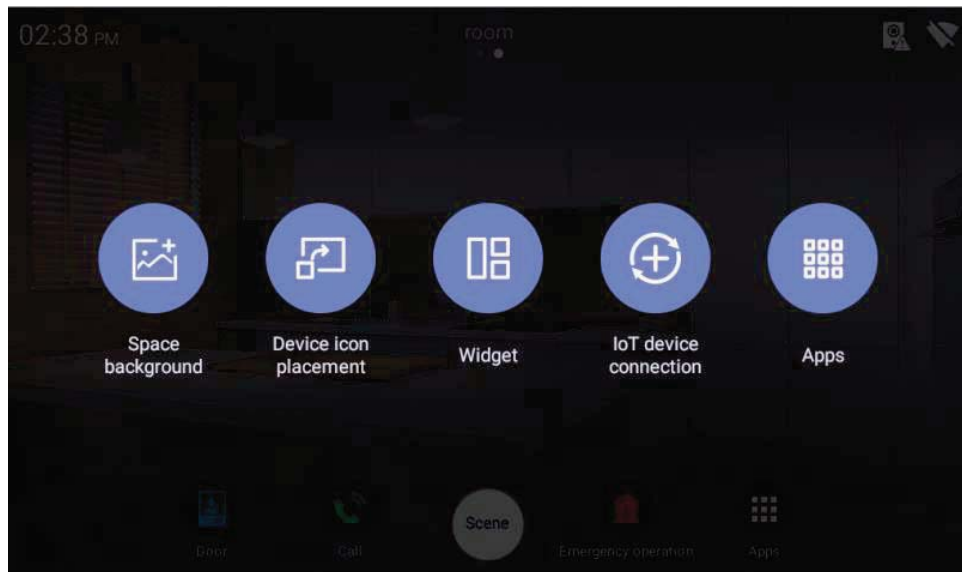 02:38 PM
room
Space
background
Device icon
placement
Widget
IoT device
connection
Apps
Door
Call
Scene
Emergency operation
Apps